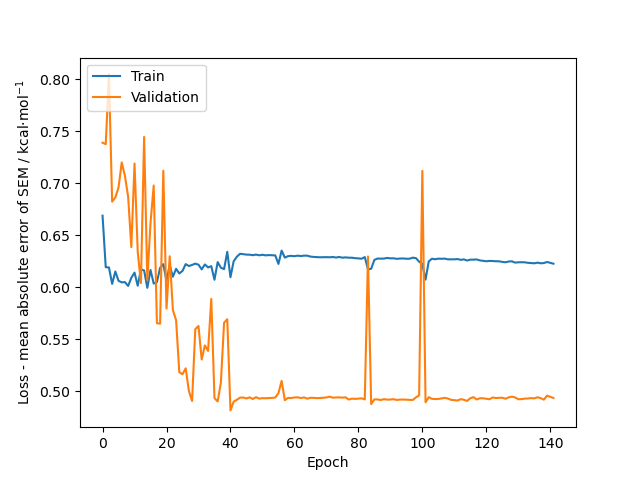 Train
Validation
Loss - mean absolute error of SEM / kcal·mol⁻¹
0.80
0.75
0.70
0.65
0.60
0.55
0.50
0 20 40 60 80 100 120 140
Epoch